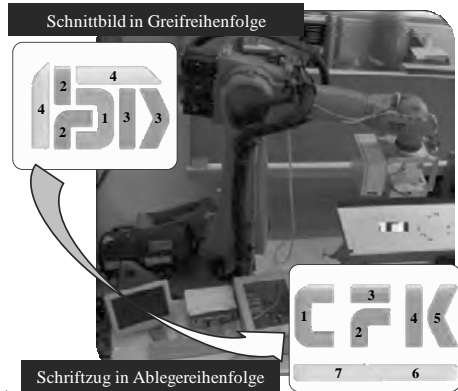 Schnittbild in Greifreihenfolge
2 4
4 1 3 3
2
3
1 4 5
2
7 6
Schriftzug in Ablegereihenfolge